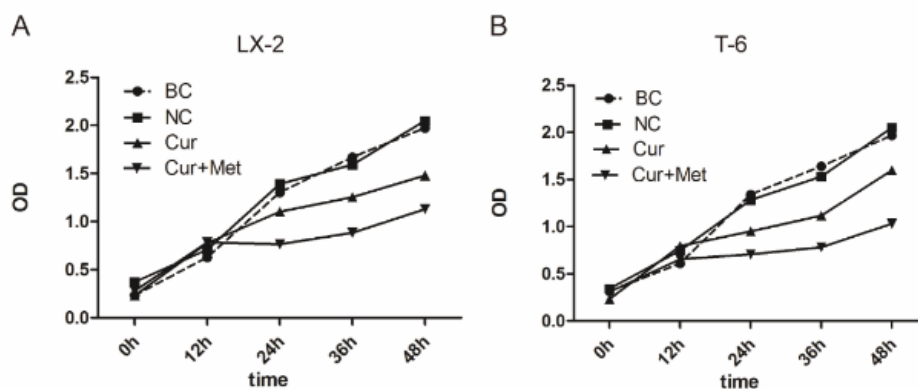 A
LX-2
OD
2.5
2.0
1.5
1.0
0.5
0.0
BC
NC
Cur
Cur+Met
0h
12h
24h
36h
48h
time
B
T-6
OD
2.5
2.0
1.5
1.0
0.5
0.0
BC
NC
Cur
Cur+Met
0h
12h
24h
36h
48h
time